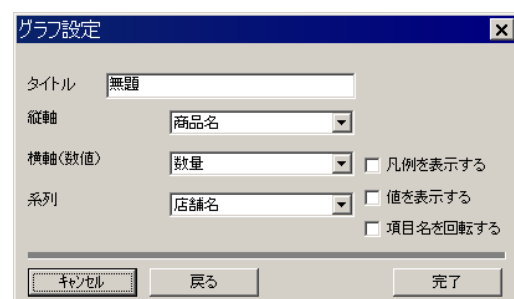 グラフ設定
タイトル 無題
縦軸 商品名
横軸(数値) 数量 凡例を表示する
系列 店舗名 値を表示する
項目名を回転する
キャンセル 戻る 完了